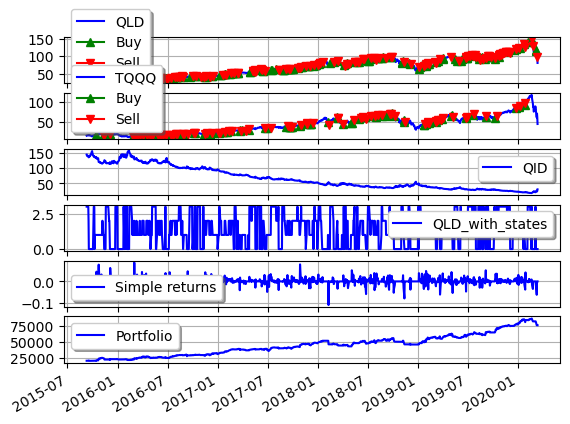 QLD
Buy
Sell
150
100
50
TQQQ
Buy
Sell
100
50
QID
150
100
50
QLD_with_states
2.5
0.0
Simple returns
0.0
−0.1
Portfolio
75000
50000
25000
2015-07 2016-01 2016-07 2017-01 2017-07 2018-01 2018-07 2019-01 2019-07 2020-01